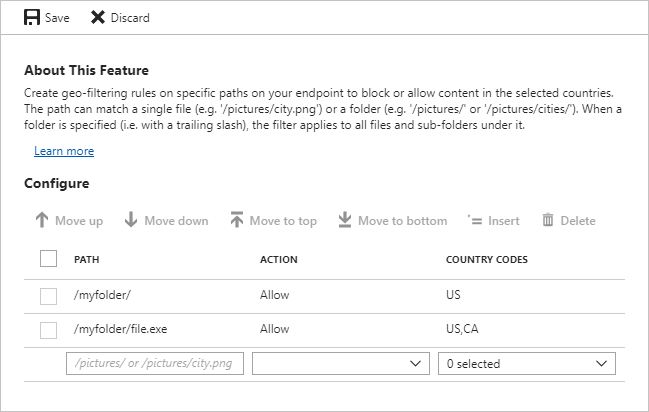 Save Discard
About This Feature
Create geo-filtering rules on specific paths on your endpoint to block or allow content in the selected countries.
The path can match a single file (e.g. '/pictures/city.png') or a folder (e.g. '/pictures/' or '/pictures/cities/'). When a
folder is specified (i.e. with a trailing slash), the filter applies to all files and sub-folders under it.
Learn more
Configure
Move up Move down Move to top Move to bottom Insert Delete
PATH ACTION COUNTRY CODES
/myfolder/ Allow US
/myfolder/file.exe Allow US,CA
/pictures/ or /pictures/city.png 0 selected